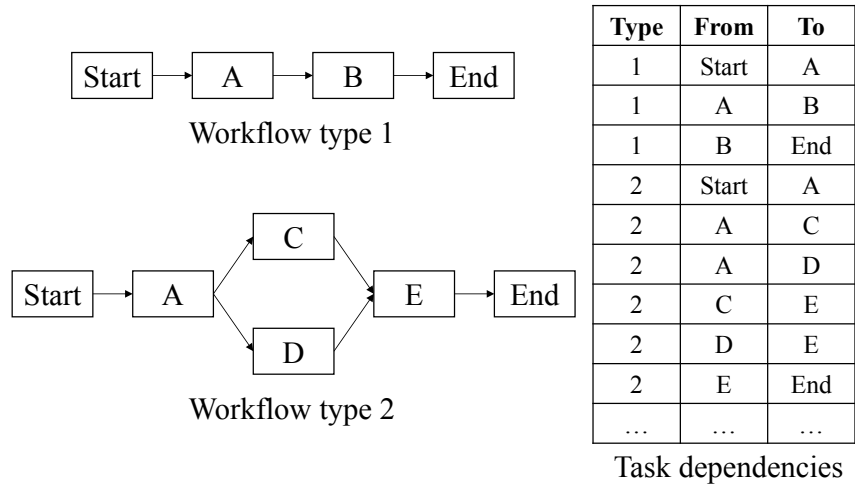 Start A B End
Workflow type 1
C
Start A E End
D
Workflow type 2
Type From To
1 Start A
1 A B
1 B End
2 Start A
2 A C
2 A D
2 C E
2 D E
2 E End
… … …
Task dependencies